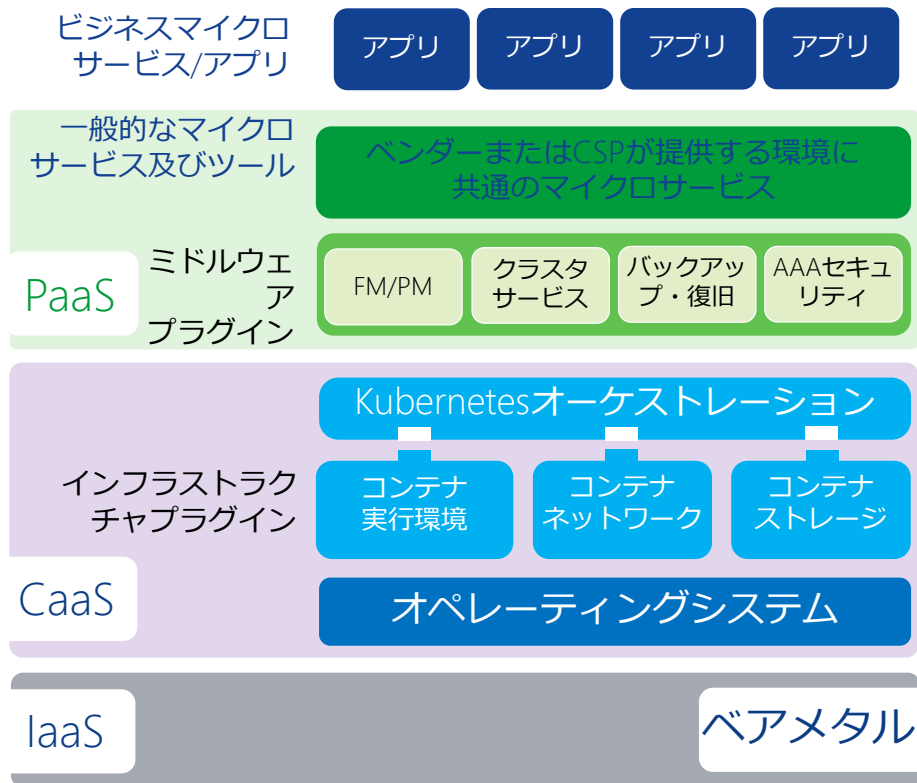 ビジネスマイクロ
サービス/アプリ
アプリ
アプリ
アプリ
アプリ
一般的なマイクロ
サービス及びツール
ベンダーまたはCSPが提供する環境に
共通のマイクロサービス
PaaS
ミドルウェ
ア
プラグイン
FM/PM
クラスタ
サービス
バックアッ
プ・復旧
AAAセキュ
リティ
Kubernetesオーケストレーション
インフラストラク
チャプラグイン
コンテナ
実行環境
コンテナ
ネットワーク
コンテナ
ストレージ
CaaS
オペレーティングシステム
IaaS
ベアメタル